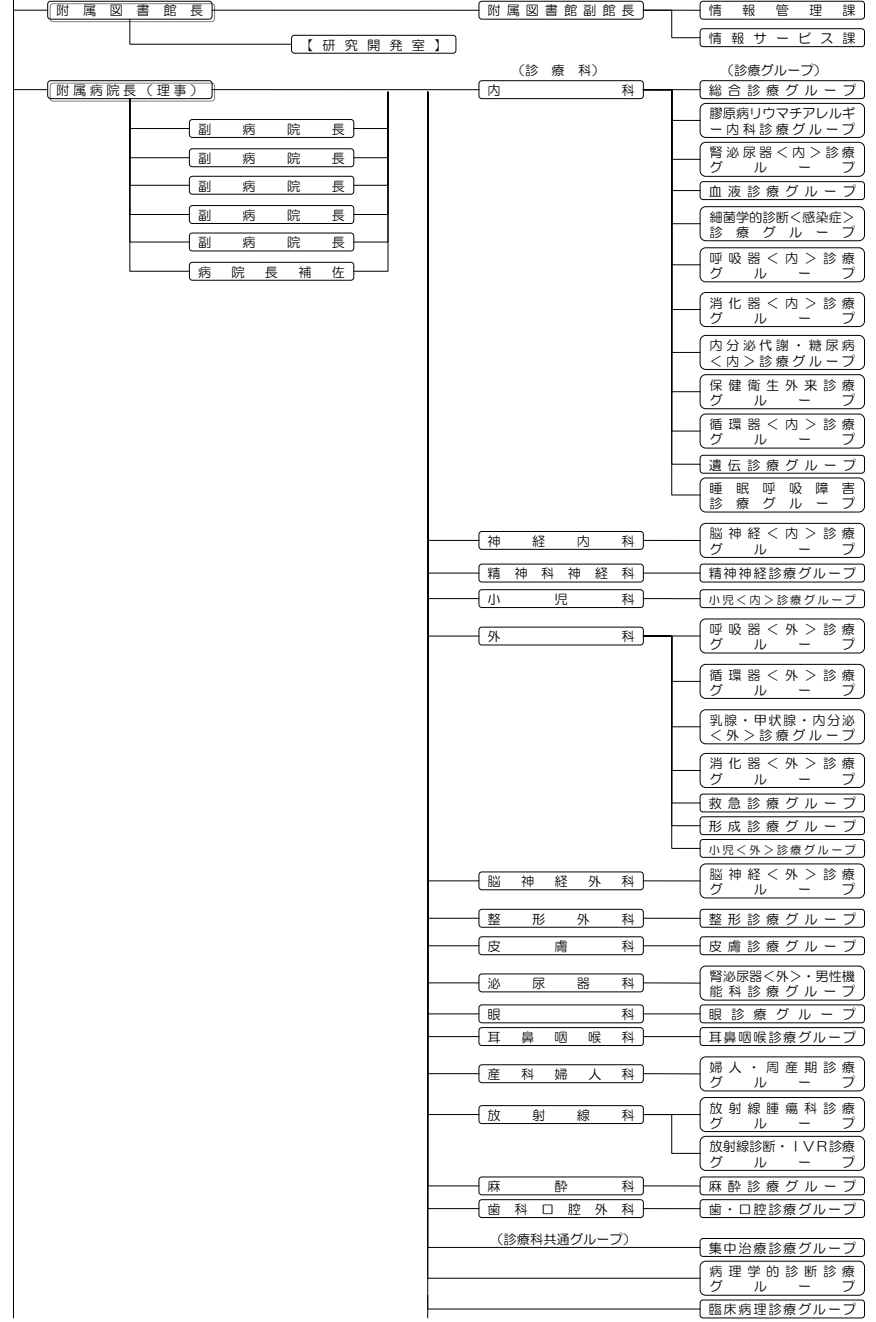 附属図書館長
附属図書館副館長
情報管理課
情報サービス課
【研究開発室】
附属病院長（理事）
副病院長
副病院長
副病院長
副病院長
副病院長
病院長補佐
（診療科）
（診療グループ）
内科
総合診療グループ
膠原病リウマチアレルギ
ー内科診療グループ
腎泌尿器＜内＞診療
グループ
血液診療グループ
細菌学的診断＜感染症＞
診療グループ
呼吸器＜内＞診療
グループ
消化器＜内＞診療
グループ
内分泌代謝・糖尿病
＜内＞診療グループ
保健衛生外来診療
グループ
循環器＜内＞診療
グループ
遺伝診療グループ
睡眠呼吸障害
診療グループ
神経内科
脳神経＜内＞診療
グループ
精神科神経科
精神神経診療グループ
小児科
小児＜内＞診療グループ
外科
呼吸器＜外＞診療
グループ
循環器＜外＞診療
グループ
乳腺・甲状腺・内分泌
＜外＞診療グループ
消化器＜外＞診療
グループ
救急診療グループ
形成診療グループ
小児＜外＞診療グループ
脳神経外科
脳神経＜外＞診療
グループ
整形外科
整形診療グループ
皮膚科
皮膚診療グループ
泌尿器科
腎泌尿器＜外＞・男性機
能科診療グループ
眼科
眼診療グループ
耳鼻咽喉科
耳鼻咽喉診療グループ
産科婦人科
婦人・周産期診療
グループ
放射線科
放射線腫瘍科診療
グループ
放射線診断・ＩＶＲ診療
グループ
麻酔科
麻酔診療グループ
歯科口腔外科
歯・口腔診療グループ
（診療科共通グループ）
集中治療診療グループ
病理学的診断診療
グループ
臨床病理診療グループ